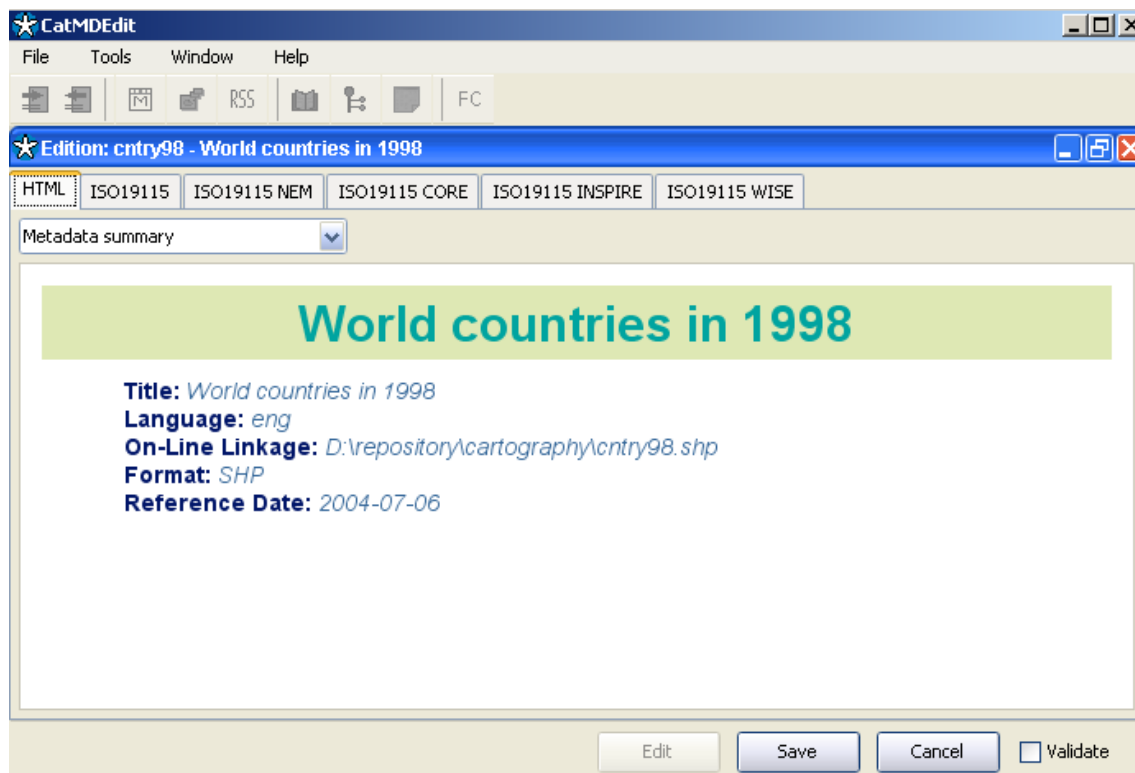 CatMDEdit
File Tools Window Help
RSS FC
Edition: cntry98 - World countries in 1998
HTML ISO19115 ISO19115 NEM ISO19115 CORE ISO19115 INSPIRE ISO19115 WISE
Metadata summary
World countries in 1998
Title: World countries in 1998
Language: eng
On-Line Linkage: D:\repository\cartography\cntry98.shp
Format: SHP
Reference Date: 2004-07-06
Edit Save Cancel Validate